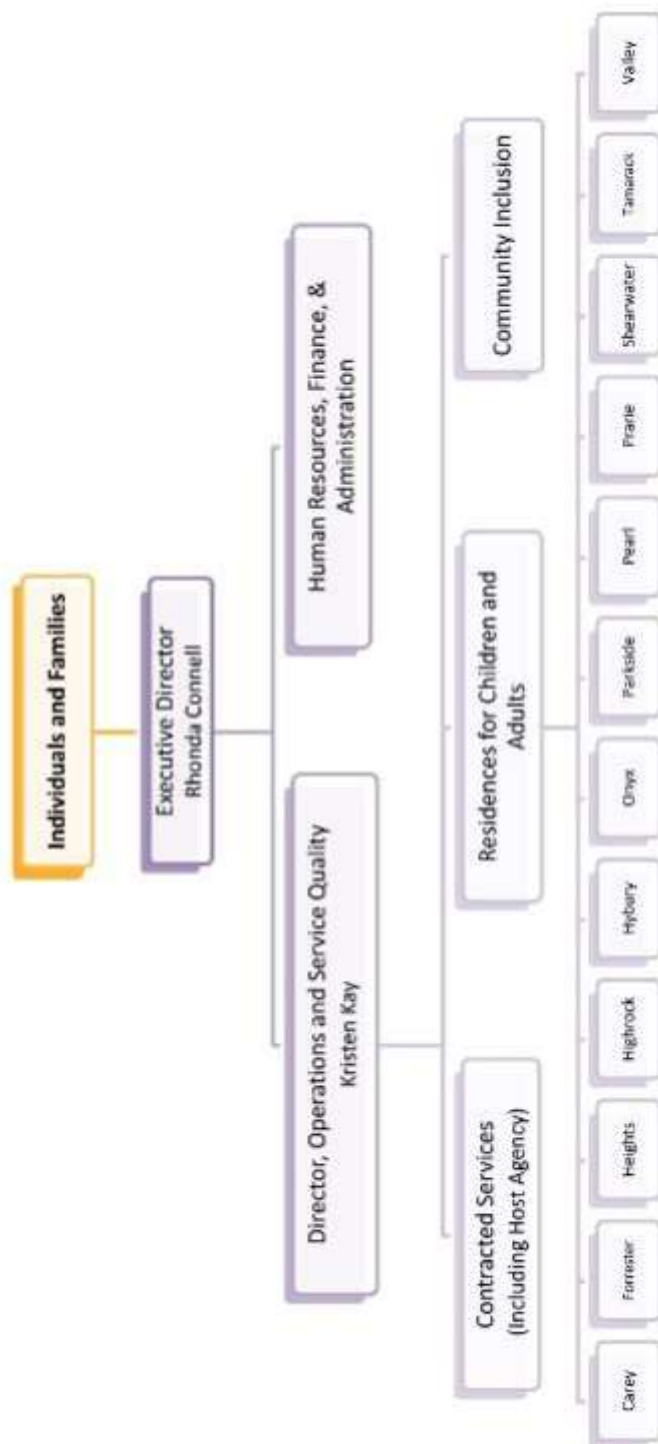 Individuals and Families
Executive Director
Rhonda Connell
Director, Operations and Service Quality
Kristen Kay
Human Resources, Finance, &
Administration
Contracted Services
(Including Host Agency)
Residences for Children and
Adults
Community Inclusion
Carey
Forrester
Heights
Highrock
Hybury
Onyx
Parkside
Pearl
Prarie
Shearwater
Tamarack
Valley